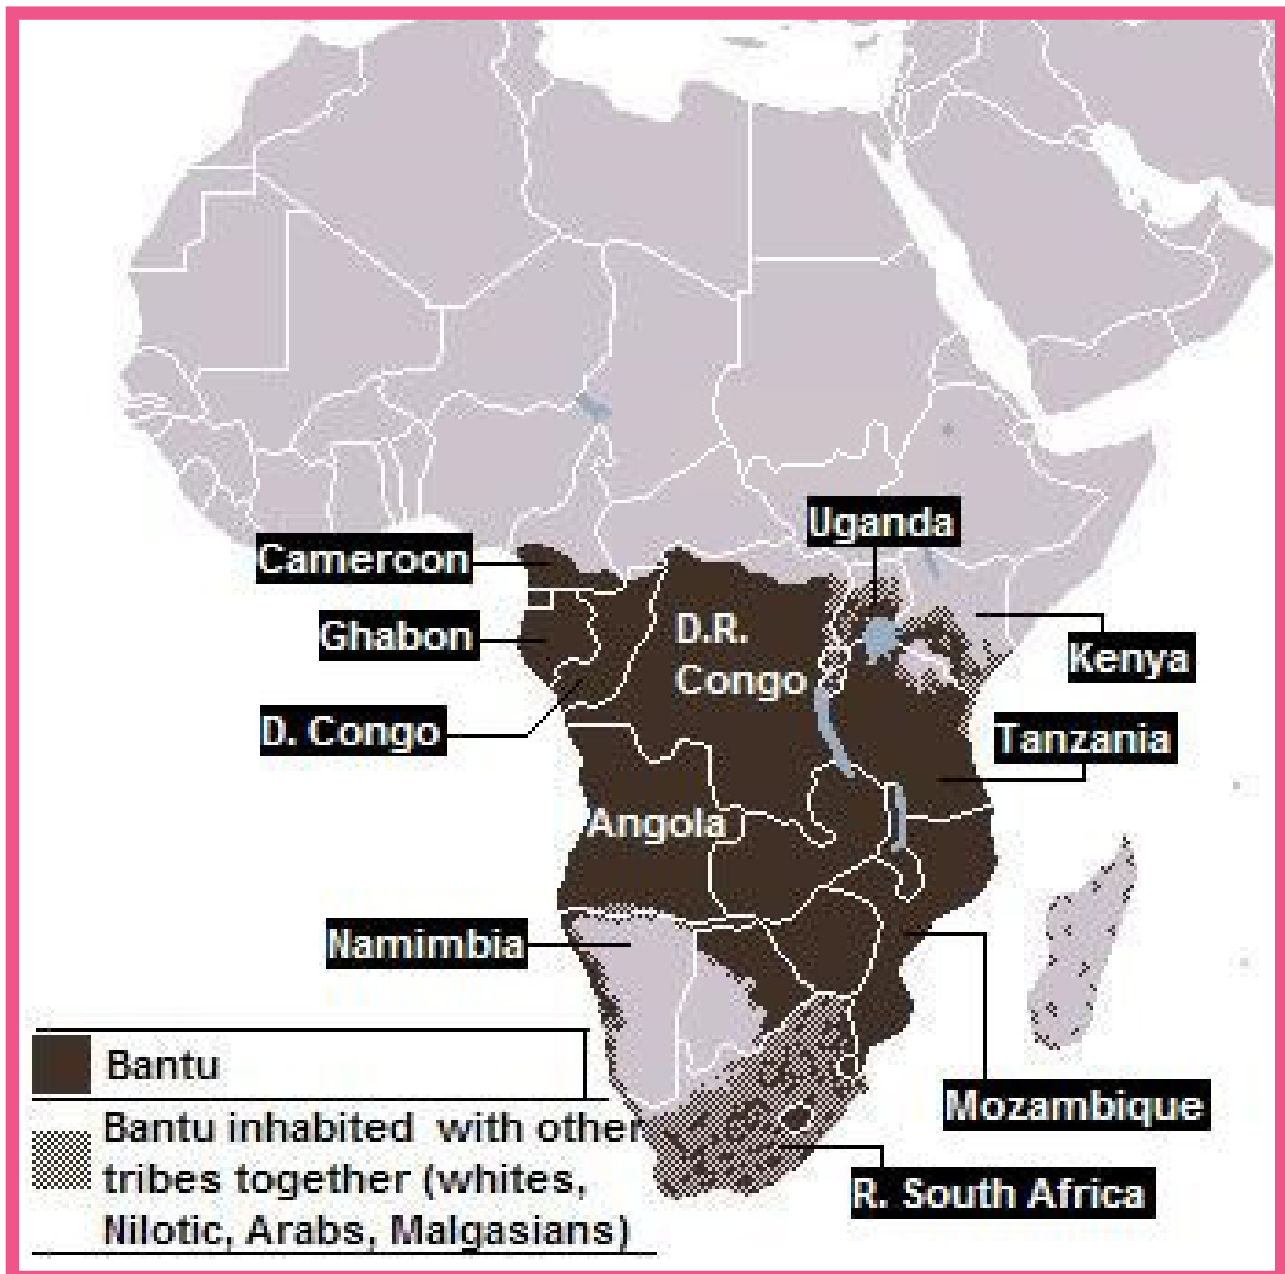 Uganda
Cameroon
Ghabon
D.R.
Congo
Kenya
D. Congo
Tanzania
Angola
Namimbia
Bantu
Mozambique
Bantu inhabited with other
tribes together (whites,
Nilotic, Arabs, Malgasians)
R. South Africa